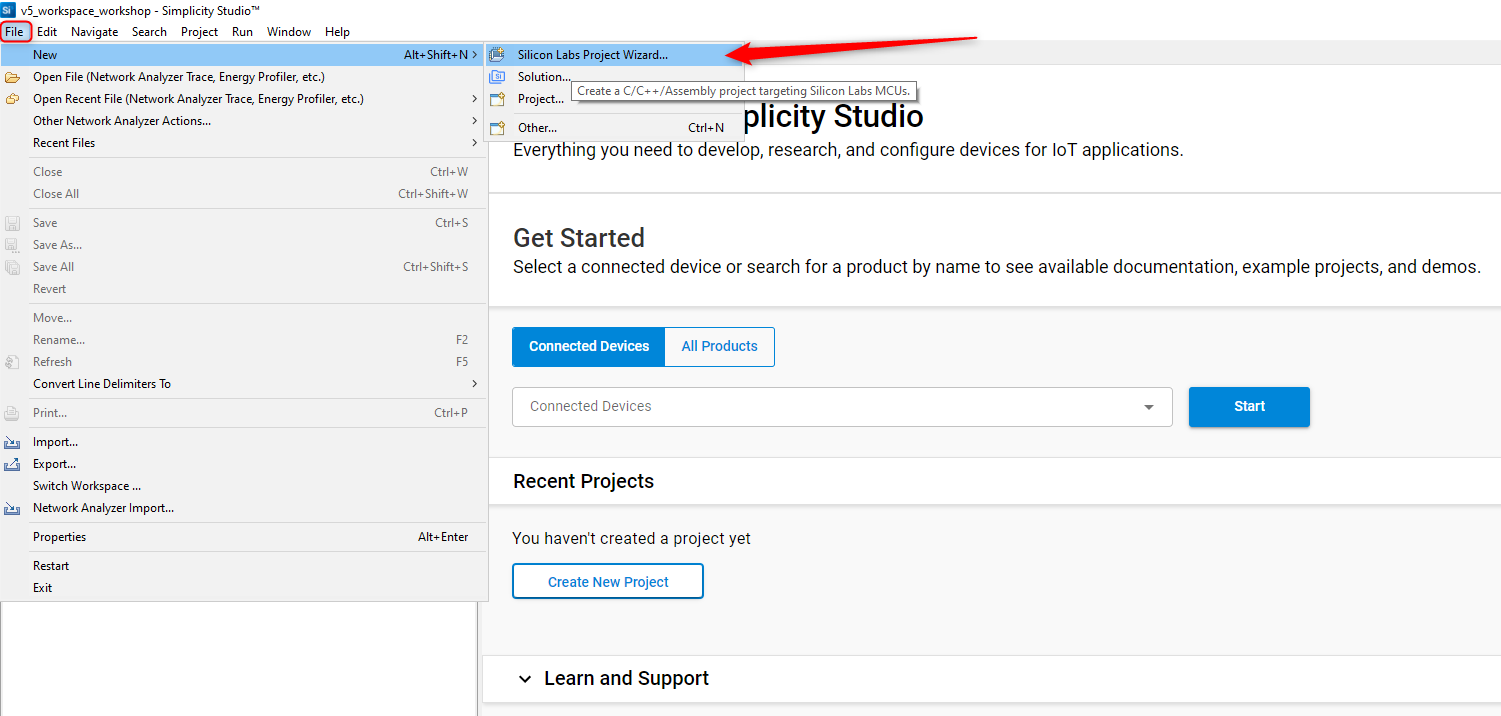 Si v5_workspace_workshop - Simplicity Studio™
File Edit Navigate Search Project Run Window Help
New Alt+Shift+N
Open File (Network Analyzer Trace, Energy Profiler, etc.)
Open Recent File (Network Analyzer Trace, Energy Profiler, etc.)
Other Network Analyzer Actions...
Recent Files
Close Ctrl+W
Close All Ctrl+Shift+W
Save Ctrl+S
Save As...
Save All Ctrl+Shift+S
Revert
Move...
Rename... F2
Refresh F5
Convert Line Delimiters To
Print... Ctrl+P
Import...
Export...
Switch Workspace ...
Network Analyzer Import...
Properties Alt+Enter
Restart
Exit
Silicon Labs Project Wizard...
Si Solution...
Project...
Create a C/C++/Assembly project targeting Silicon Labs MCUs.
Other... Ctrl+N
plicity Studio
Everything you need to develop, research, and configure devices for IoT applications.
Get Started
Select a connected device or search for a product by name to see available documentation, example projects, and demos.
Connected Devices All Products
Connected Devices Start
Recent Projects
You haven't created a project yet
Create New Project
Learn and Support